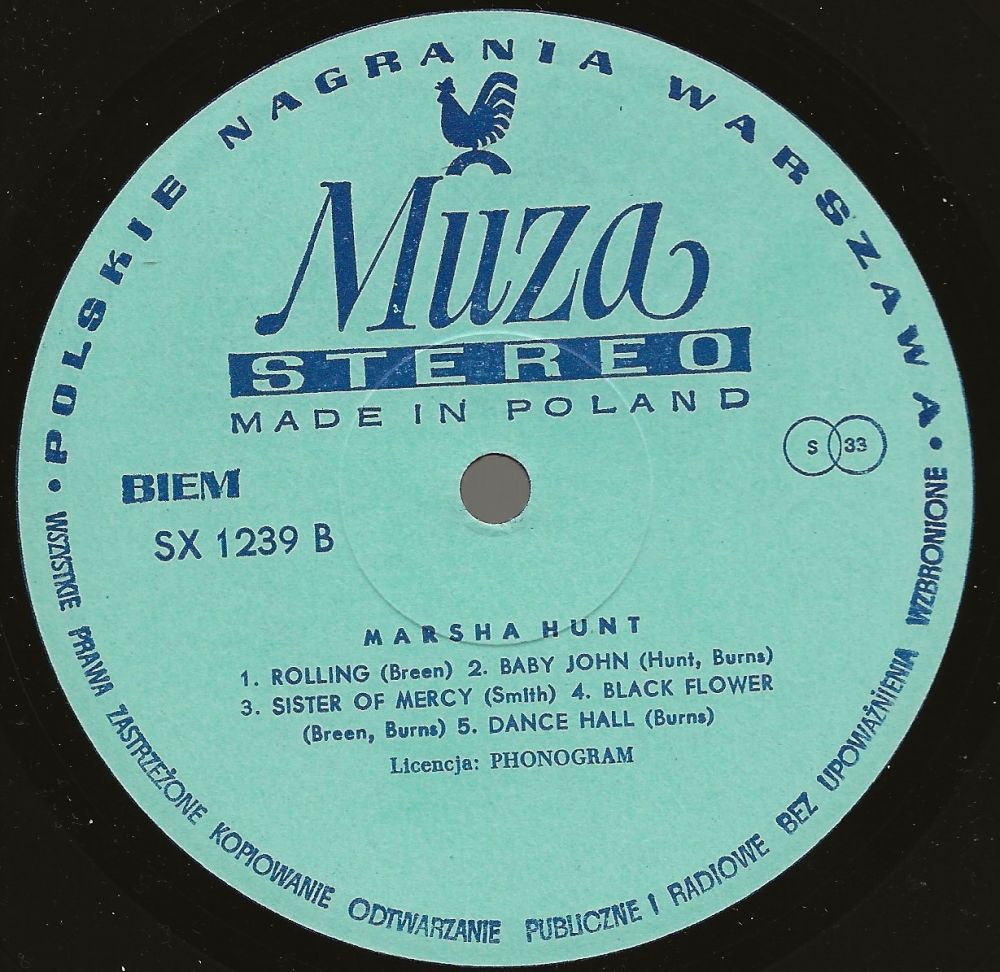 • POLSKIE NAGRANIA WARSZAWA •
Muza
STEREO
MADE IN POLAND
S 33
BIEM
SX 1239 B
MARSHA HUNT
1. ROLLING (Breen) 2. BABY JOHN (Hunt, Burns)
3. SISTER OF MERCY (Smith) 4. BLACK FLOWER
(Breen, Burns) 5. DANCE HALL (Burns)
Licencja: PHONOGRAM
WSZYSTKIE PRAWA ZASTRZEŻONE KOPIOWANIE ODTWARZANIE PUBLICZNE I RADIOWE BEZ UPOWAŻNIENIA WZBRONIONE